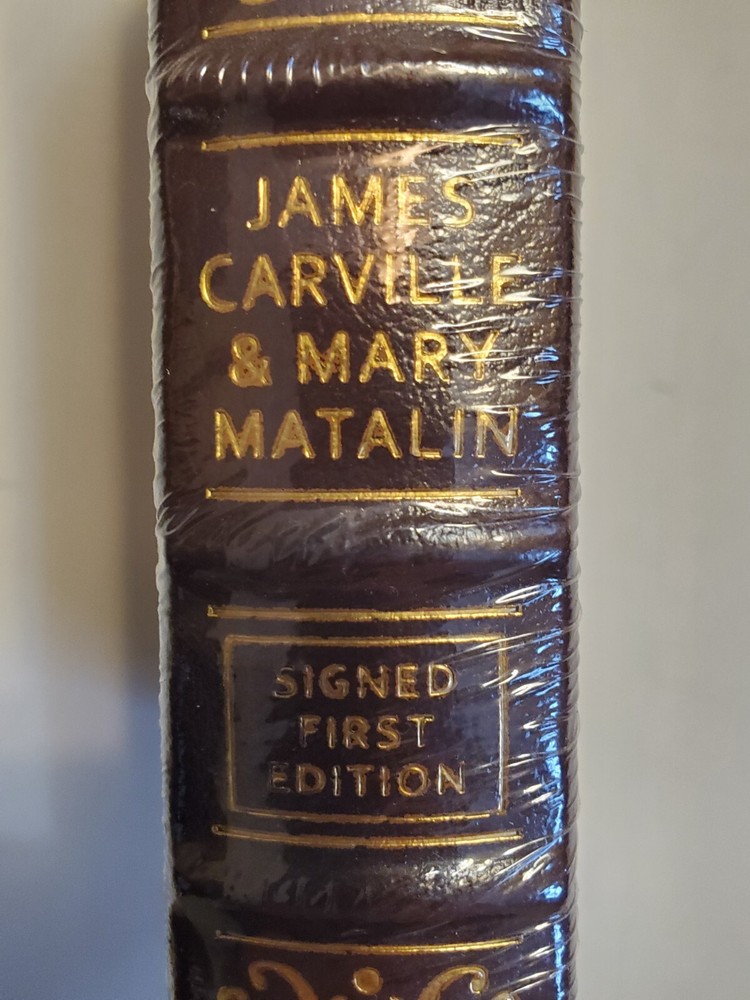 JAMES
CARVILLE
& MARY
MATALIN
SIGNED
FIRST
EDITION